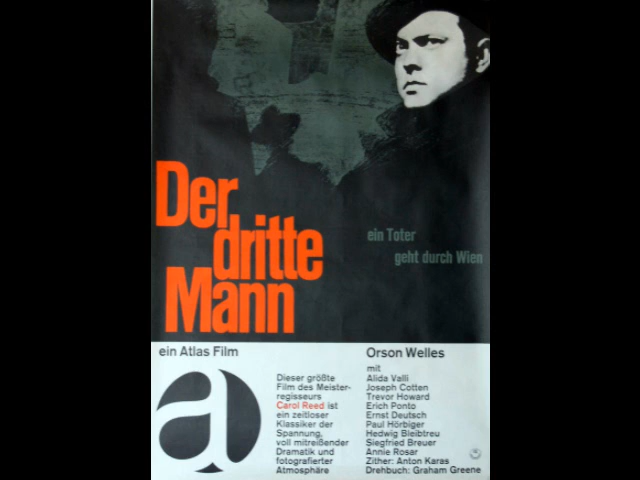 Der
dritte
Mann
ein Toter
geht durch Wien
ein Atlas Film
a
Dieser größte
Film des Meister-
regisseurs
Carol Reed ist
ein zeitloser
Klassiker der
Spannung,
voll mitreißender
Dramatik und
fotografierter
Atmosphäre
Orson Welles
mit
Alida Valli
Joseph Cotten
Trevor Howard
Erich Ponto
Ernst Deutsch
Paul Hörbiger
Hedwig Bleibtreu
Siegfried Breuer
Annie Rosar
Zither: Anton Karas
Drehbuch: Graham Greene